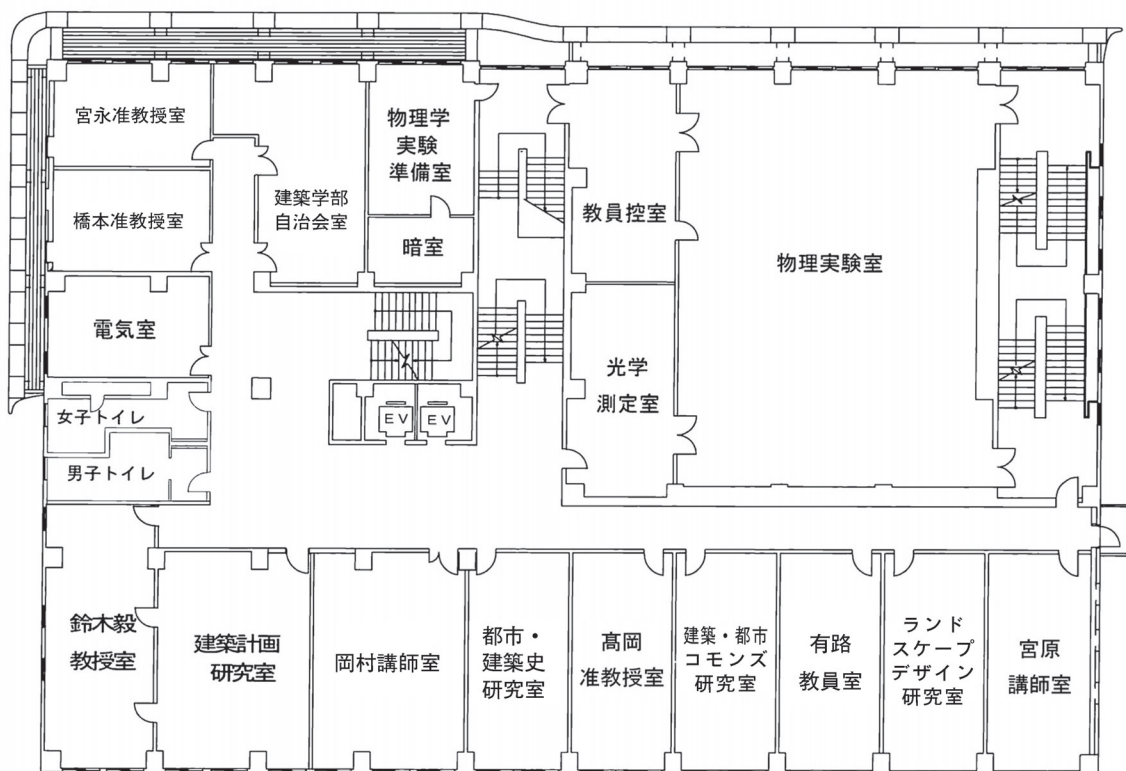 宮永准教授室
物理学
実験
準備室
橋本准教授室
建築学部
自治会室
教員控室
暗室
物理実験室
電気室
光学
測定室
女子トイレ
EV
EV
男子トイレ
鈴木毅
教授室
建築計画
研究室
岡村講師室
都市・
建築史
研究室
髙岡
准教授室
建築・都市
コモンズ
研究室
有路
教員室
ランド
スケープ
デザイン
研究室
宮原
講師室